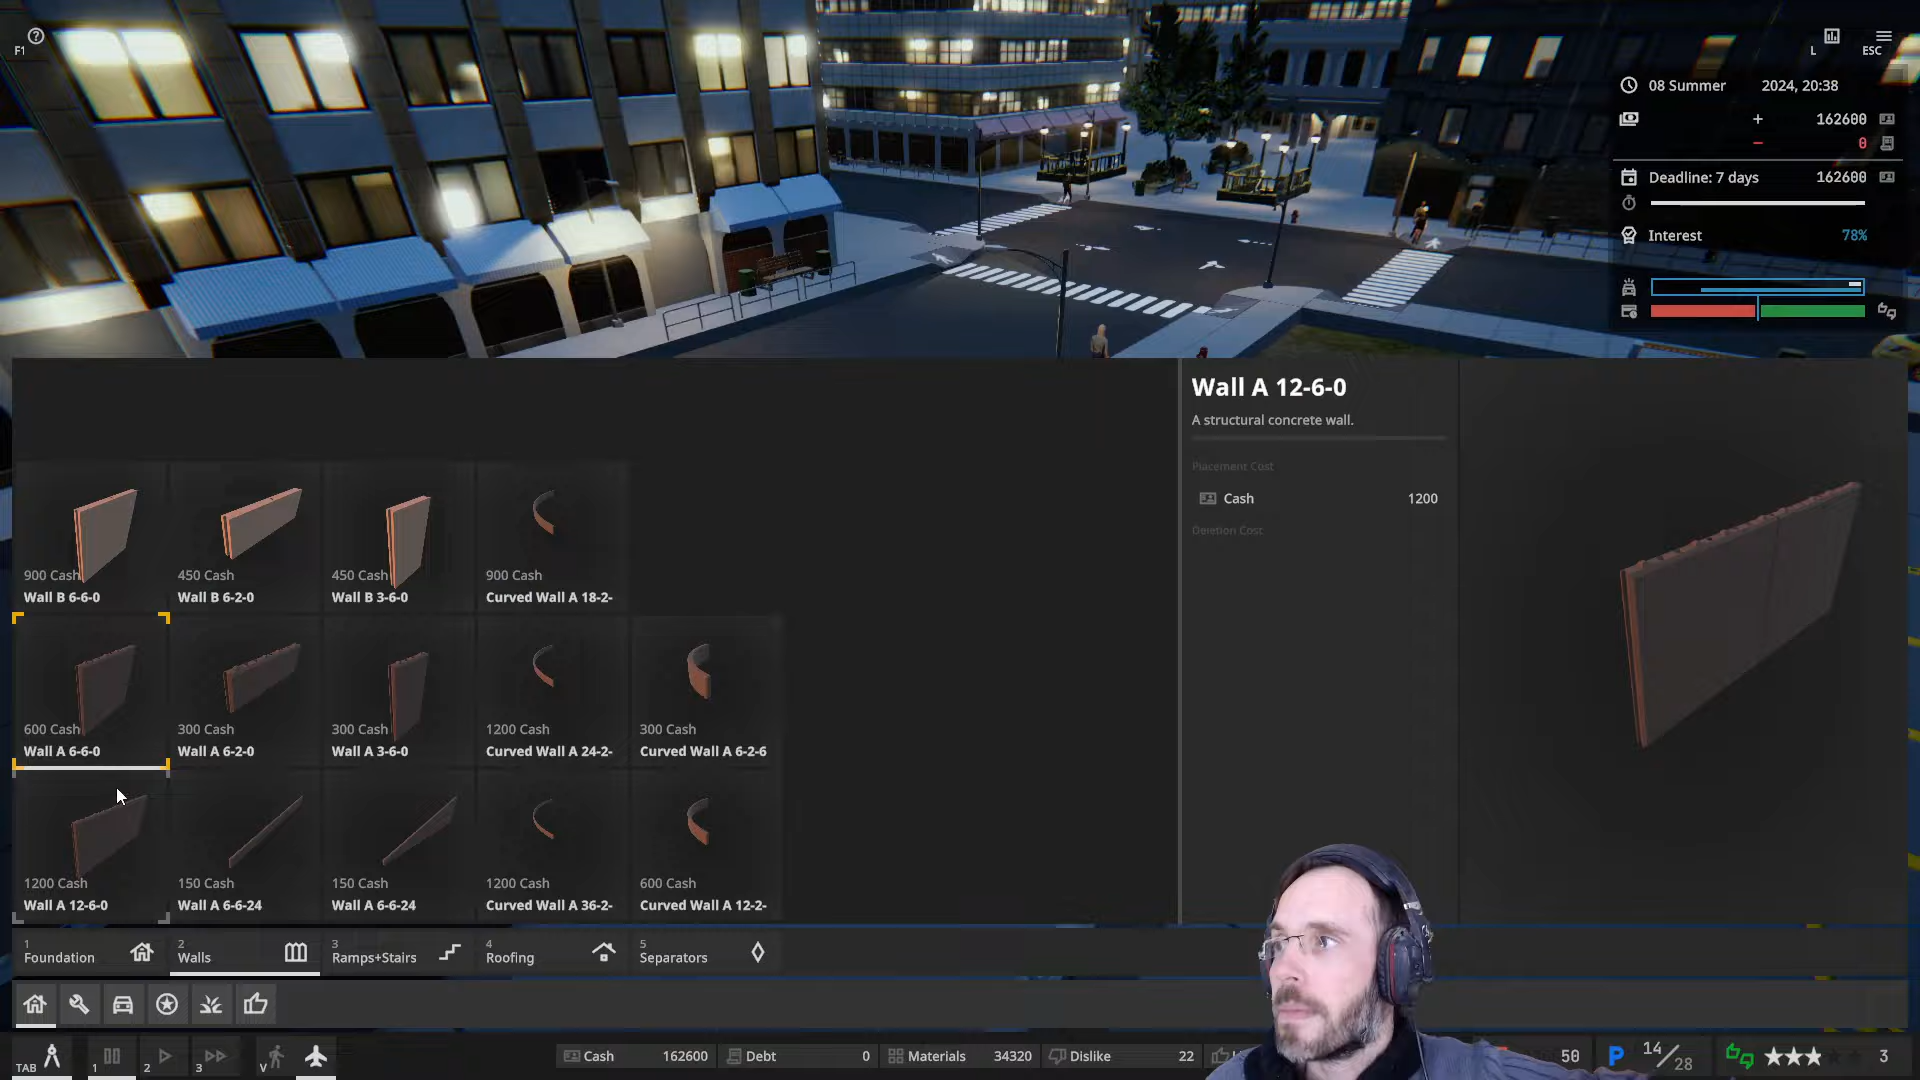 F1
L
ESC
08 Summer 2024, 20:38
+ 162600
- 0
Deadline: 7 days 162600
Interest 78%
Wall A 12-6-0
A structural concrete wall.
Placement Cost
Cash 1200
Deletion Cost
900 Cash
Wall B 6-6-0
450 Cash
Wall B 6-2-0
450 Cash
Wall B 3-6-0
900 Cash
Curved Wall A 18-2-
600 Cash
Wall A 6-6-0
300 Cash
Wall A 6-2-0
300 Cash
Wall A 3-6-0
1200 Cash
Curved Wall A 24-2-
300 Cash
Curved Wall A 6-2-6
1200 Cash
Wall A 12-6-0
150 Cash
Wall A 6-6-24
150 Cash
Wall A 6-6-24
1200 Cash
Curved Wall A 36-2-
600 Cash
Curved Wall A 12-2-
1 Foundation
2 Walls
3 Ramps+Stairs
4 Roofing
5 Separators
TAB 1 2 3 V
Cash 162600
Debt 0
Materials 34320
Dislike 22
50
P 14/28
3